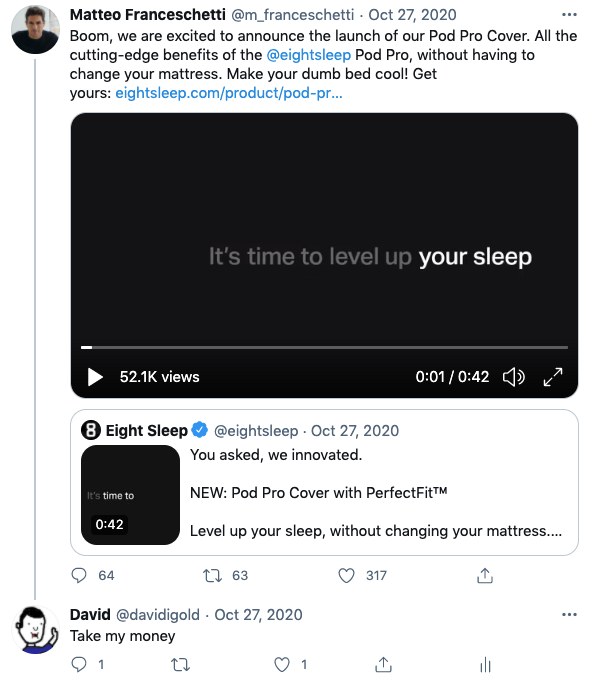 Matteo Franceschetti @m_franceschetti · Oct 27, 2020
Boom, we are excited to announce the launch of our Pod Pro Cover. All the
cutting-edge benefits of the @eightsleep Pod Pro, without having to
change your mattress. Make your dumb bed cool! Get
yours: eightsleep.com/product/pod-pr...
It's time to level up your sleep
52.1K views
0:01 / 0:42
8 Eight Sleep @eightsleep · Oct 27, 2020
You asked, we innovated.
It's time to
NEW: Pod Pro Cover with PerfectFit™
0:42
Level up your sleep, without changing your mattress....
64 63 317
David @davidigold · Oct 27, 2020
Take my money
1 1